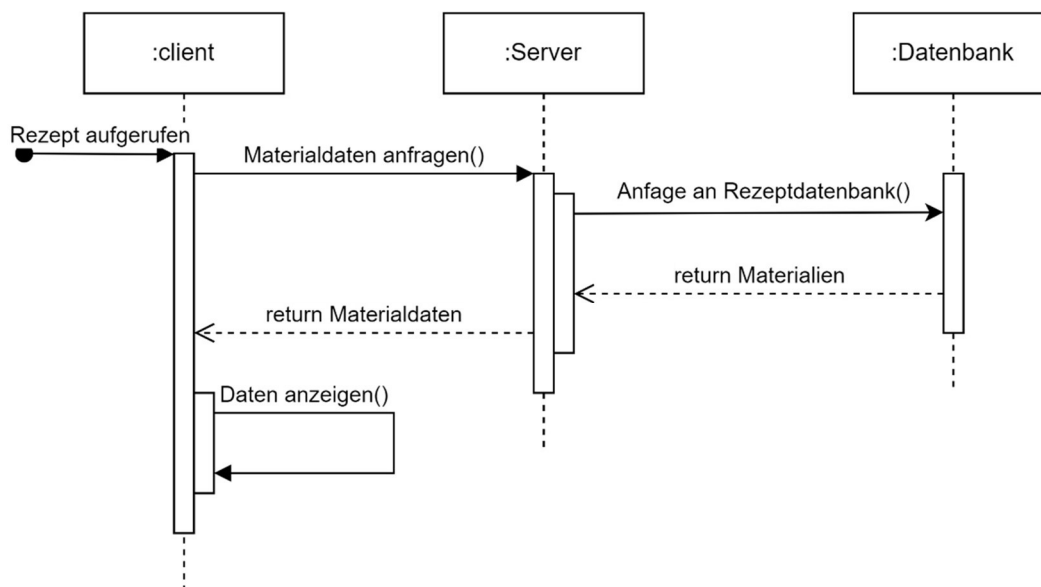 :client
:Server
:Datenbank
Rezept aufgerufen
Materialdaten anfragen()
Anfage an Rezeptdatenbank()
return Materialien
return Materialdaten
Daten anzeigen()